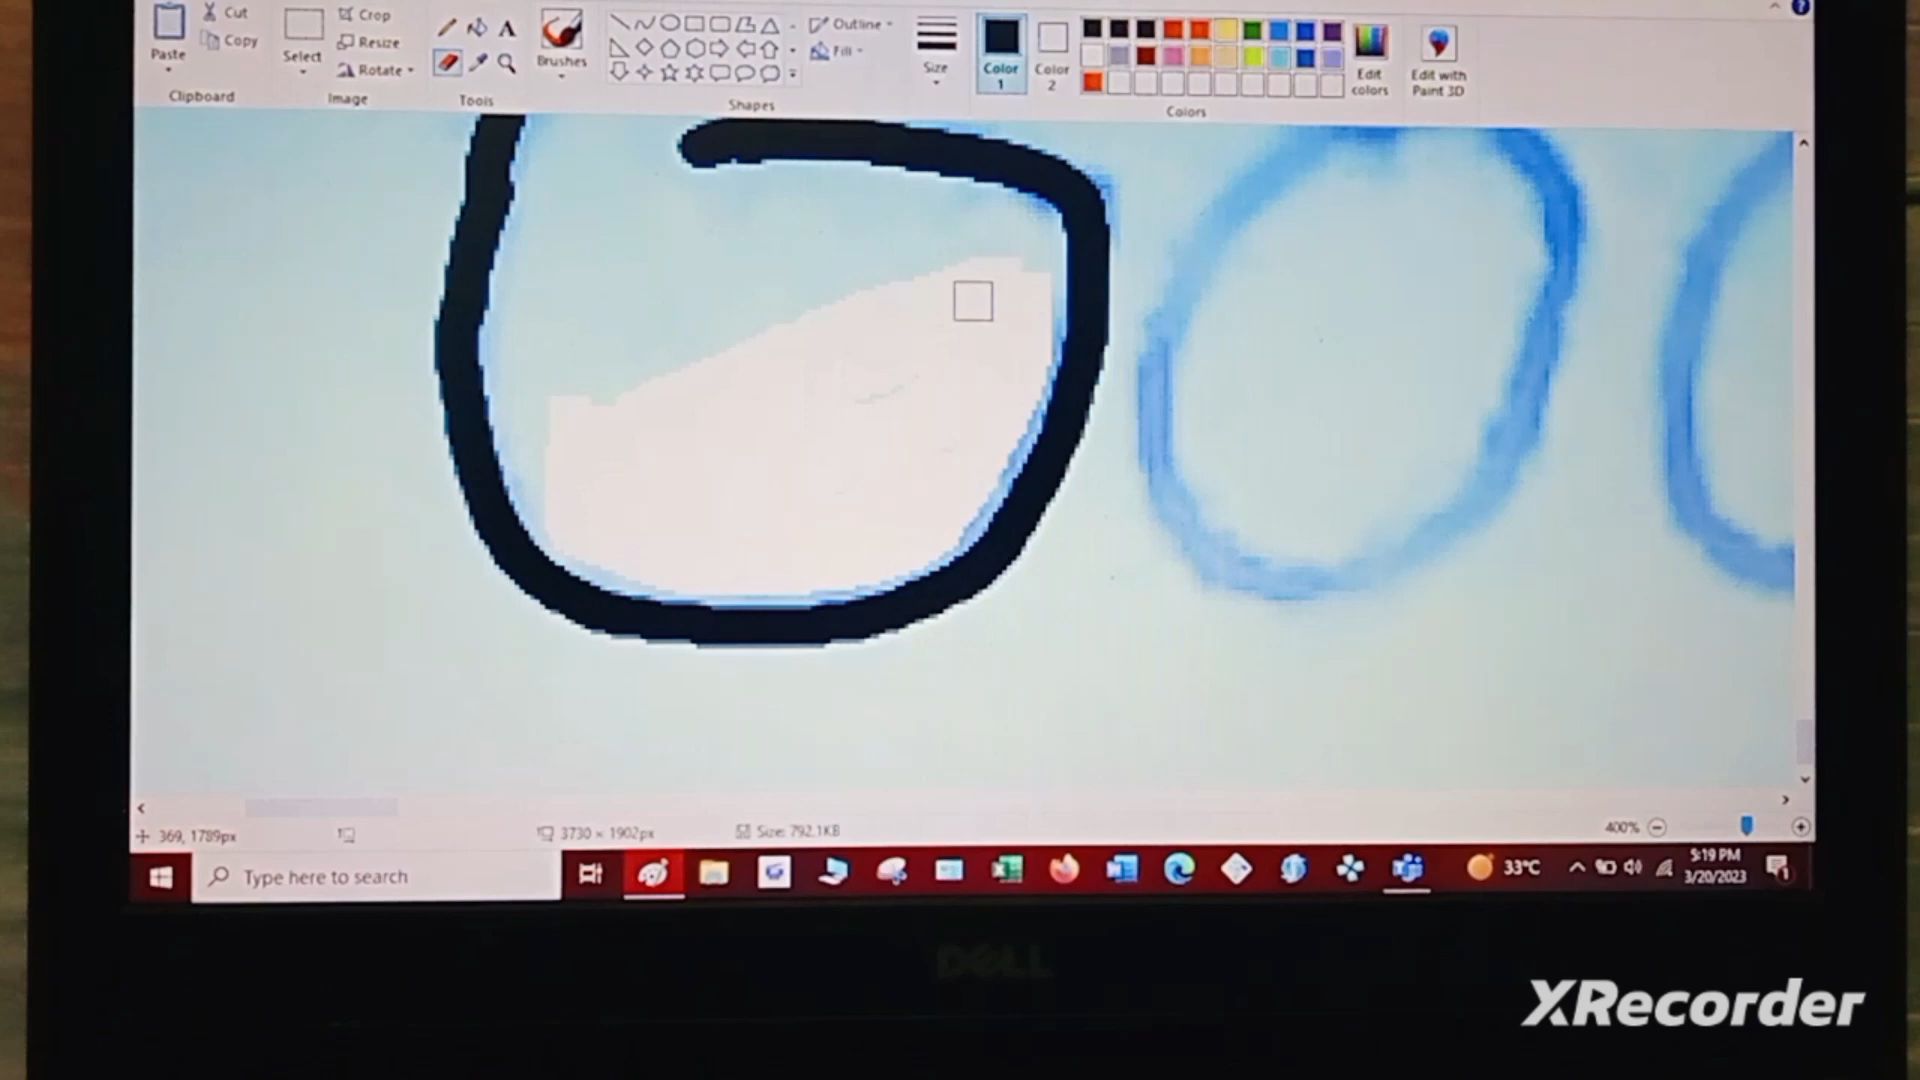 Cut Crop Outline
Paste Copy Select Resize Brushes Fill Size Color 1 Color 2 Edit colors Edit with Paint 3D
Rotate
Clipboard Image Tools Shapes Colors
369, 1789px 3730 × 1902px Size: 792.1KB 400%
Type here to search 33°C 5:19 PM
3/20/2023
DELL
XRecorder